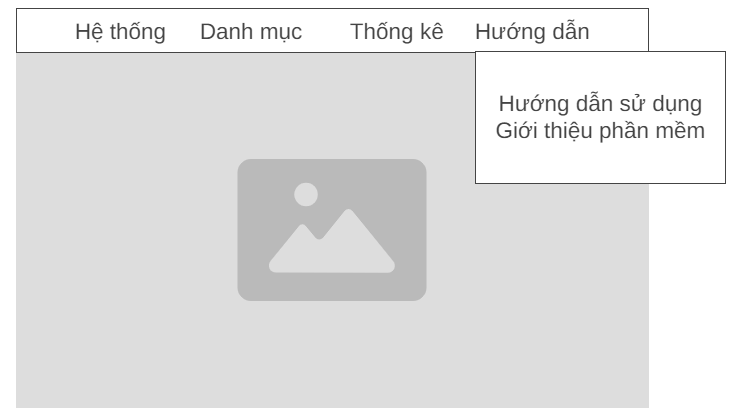 Hệ thống Danh mục Thống kê Hướng dẫn
Hướng dẫn sử dụng
Giới thiệu phần mềm